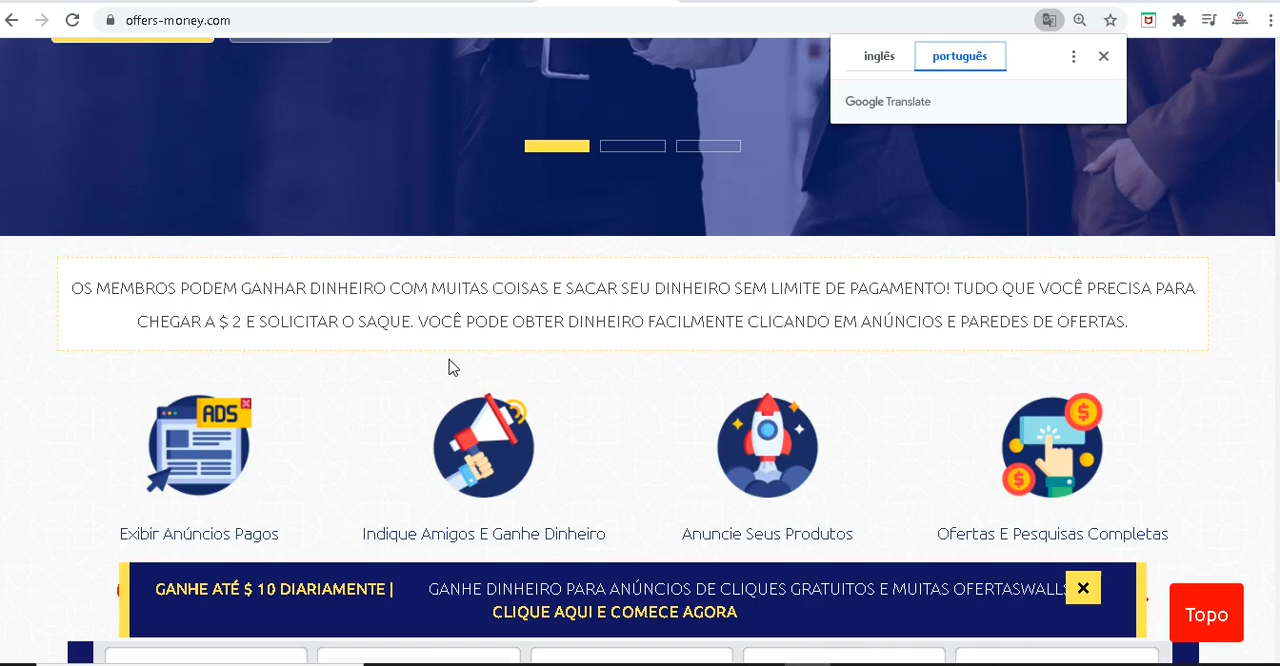 offers-money.com
inglês português
Google Translate
OS MEMBROS PODEM GANHAR DINHEIRO COM MUITAS COISAS E SACAR SEU DINHEIRO SEM LIMITE DE PAGAMENTO! TUDO QUE VOCÊ PRECISA PARA
CHEGAR A $ 2 E SOLICITAR O SAQUE. VOCÊ PODE OBTER DINHEIRO FACILMENTE CLICANDO EM ANÚNCIOS E PAREDES DE OFERTAS.
ADS
Exibir Anúncios Pagos
Indique Amigos E Ganhe Dinheiro
Anuncie Seus Produtos
Ofertas E Pesquisas Completas
GANHE ATÉ $ 10 DIARIAMENTE | GANHE DINHEIRO PARA ANÚNCIOS DE CLIQUES GRATUITOS E MUITAS OFERTASWALLS
CLIQUE AQUI E COMECE AGORA
Topo